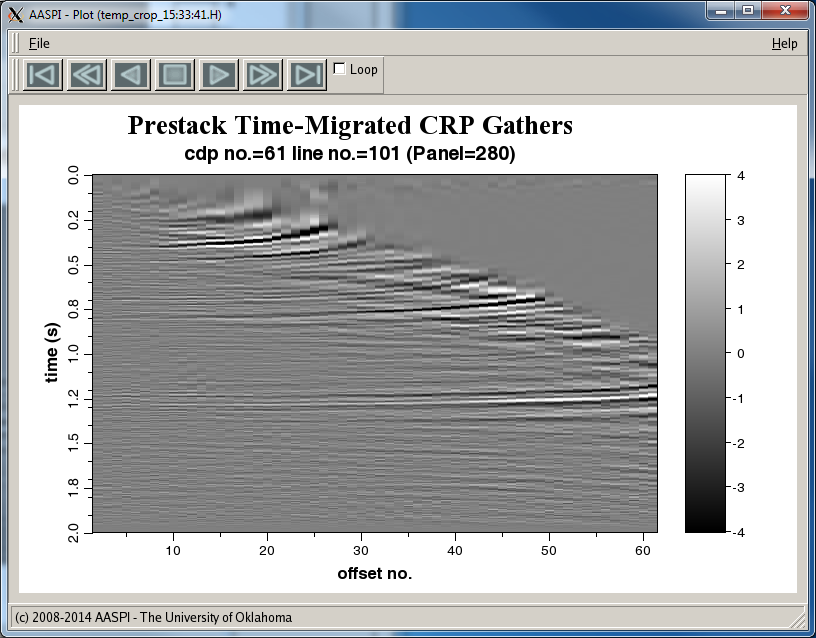 AASPI - Plot (temp_crop_15:33:41.H)
File Help
Loop
Prestack Time-Migrated CRP Gathers
cdp no.=61 line no.=101 (Panel=280)
time (s)
0.0
0.2
0.5
0.8
1.0
1.2
1.5
1.8
2.0
10 20 30 40 50 60
offset no.
4
3
2
1
0
-1
-2
-3
-4
(c) 2008-2014 AASPI - The University of Oklahoma